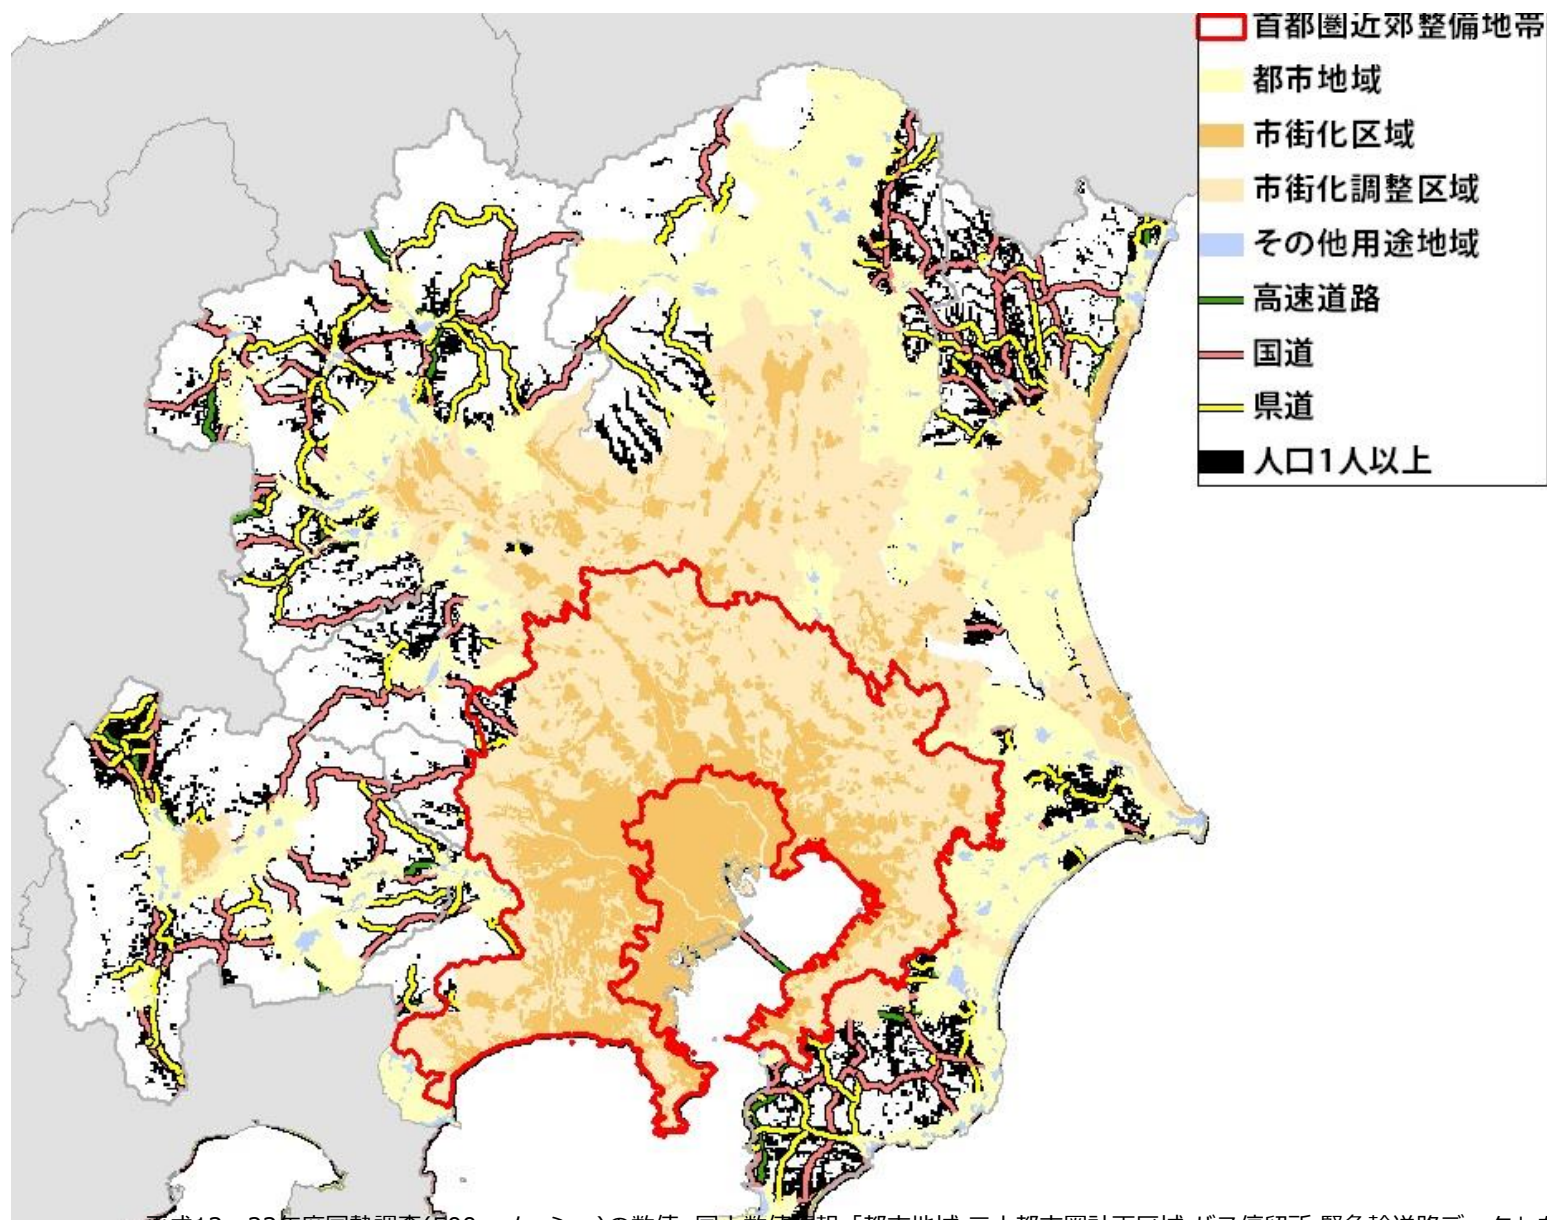 首都圏近郊整備地帯
都市地域
市街化区域
市街化調整区域
その他用途地域
高速道路
国道
県道
人口1人以上